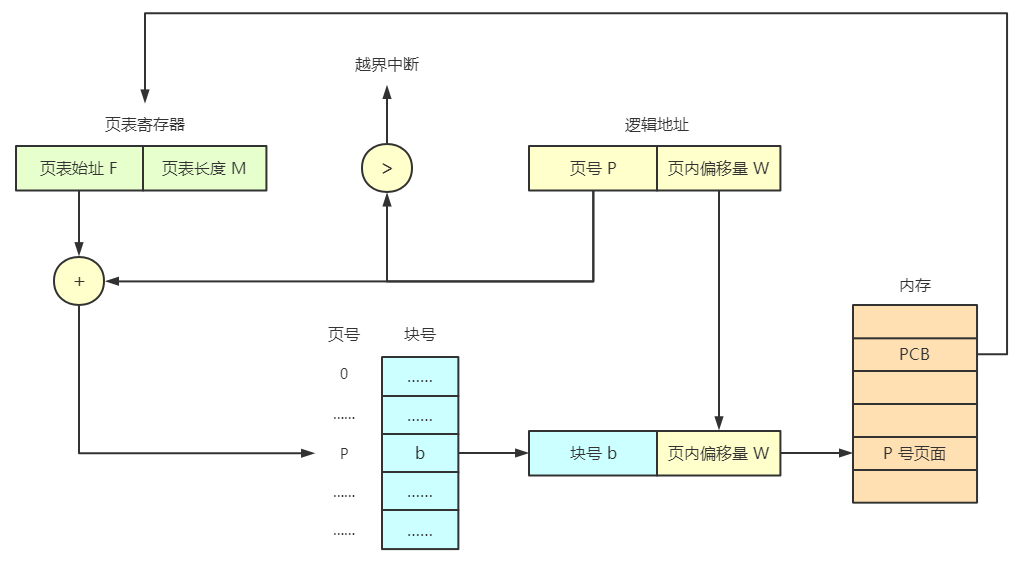 越界中断
页表寄存器
逻辑地址
页表始址 F
页表长度 M
>
页号 P
页内偏移量 W
+
内存
页号
块号
PCB
0
......
......
......
P
b
块号 b
页内偏移量 W
P 号页面
......
......
......
......